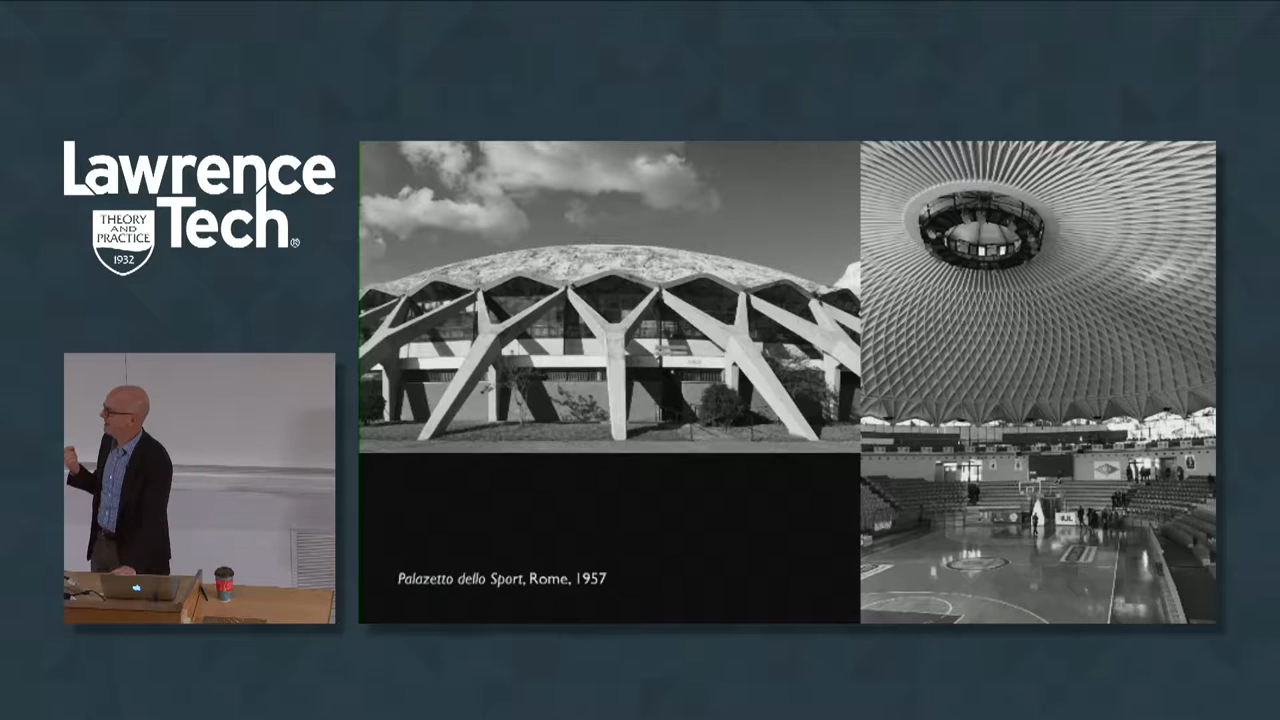 Lawrence
Tech®
THEORY
AND
PRACTICE
1932
Palazetto dello Sport, Rome, 1957